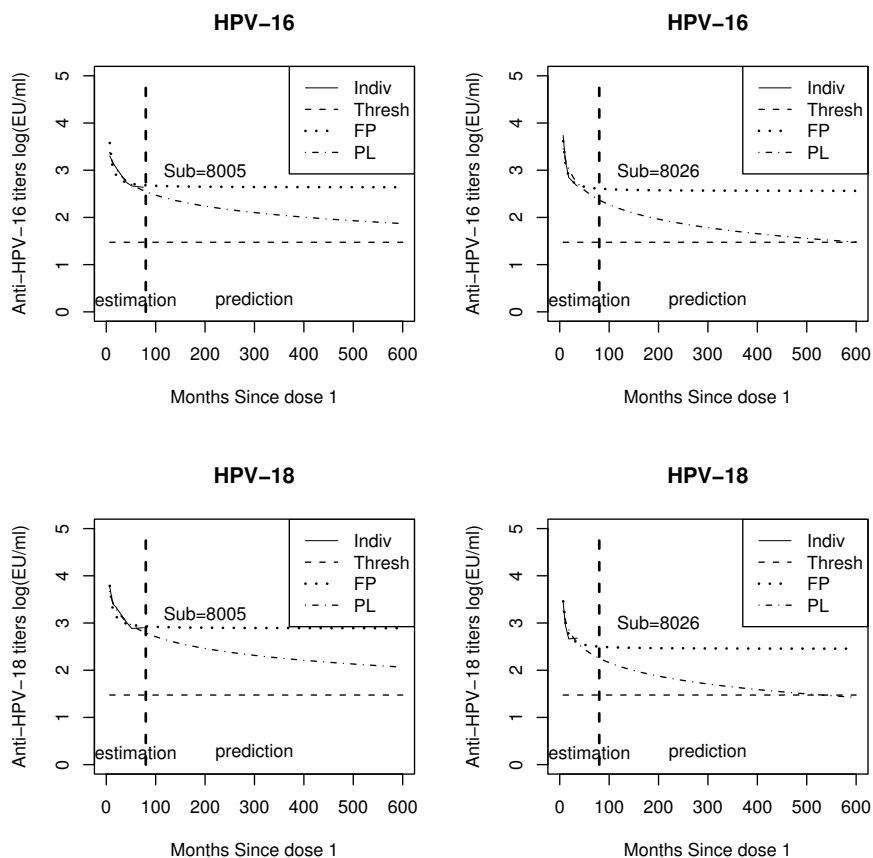 HPV−16
Anti−HPV−16 titers log(EU/ml)
5
4
3
2
1
0
Indiv
Thresh
FP
PL
Sub=8005
estimation
prediction
0 100 200 300 400 500 600
Months Since dose 1
HPV−16
Anti−HPV−16 titers log(EU/ml)
5
4
3
2
1
0
Indiv
Thresh
FP
PL
Sub=8026
estimation
prediction
0 100 200 300 400 500 600
Months Since dose 1
HPV−18
Anti−HPV−18 titers log(EU/ml)
5
4
3
2
1
0
Indiv
Thresh
FP
PL
Sub=8005
estimation
prediction
0 100 200 300 400 500 600
Months Since dose 1
HPV−18
Anti−HPV−18 titers log(EU/ml)
5
4
3
2
1
0
Indiv
Thresh
FP
PL
Sub=8026
estimation
prediction
0 100 200 300 400 500 600
Months Since dose 1